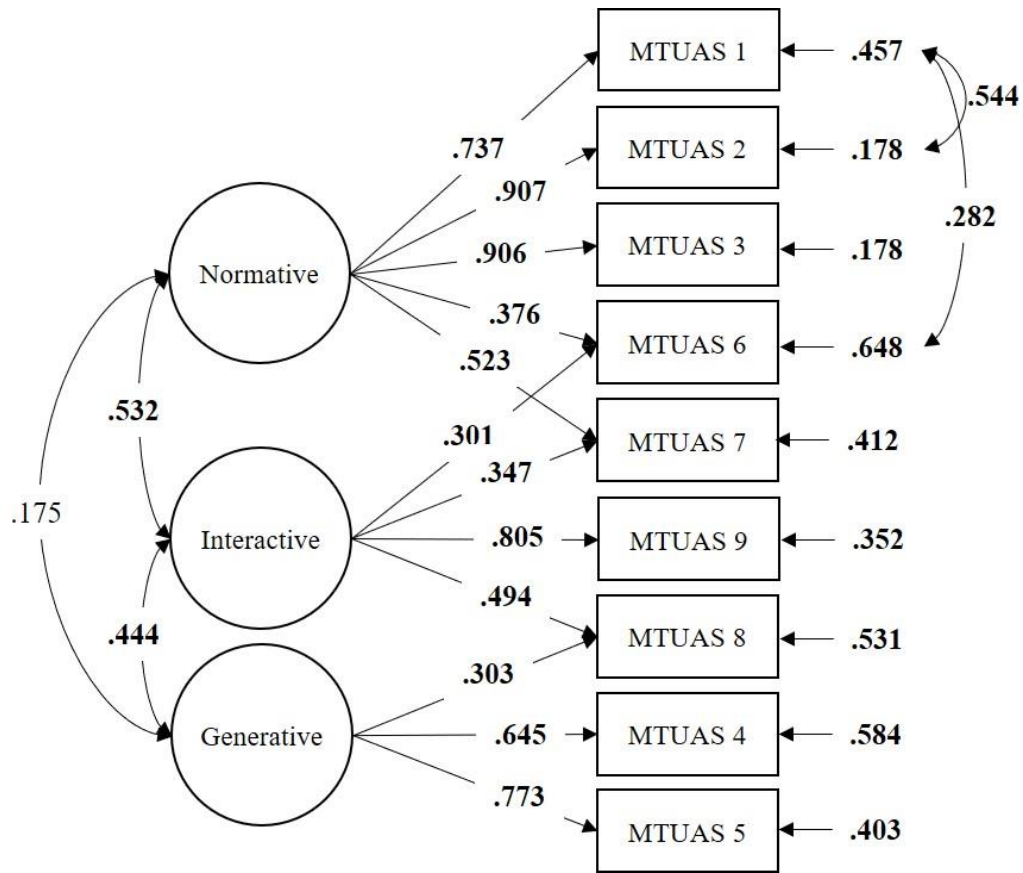 MTUAS 1
.457
.544
.737
MTUAS 2
.178
.907
.282
MTUAS 3
.178
.906
Normative
.376
MTUAS 6
.648
.523
.532
.301
MTUAS 7
.412
.347
.175
Interactive
.805
MTUAS 9
.352
.494
.444
MTUAS 8
.531
.303
Generative
.645
MTUAS 4
.584
.773
MTUAS 5
.403